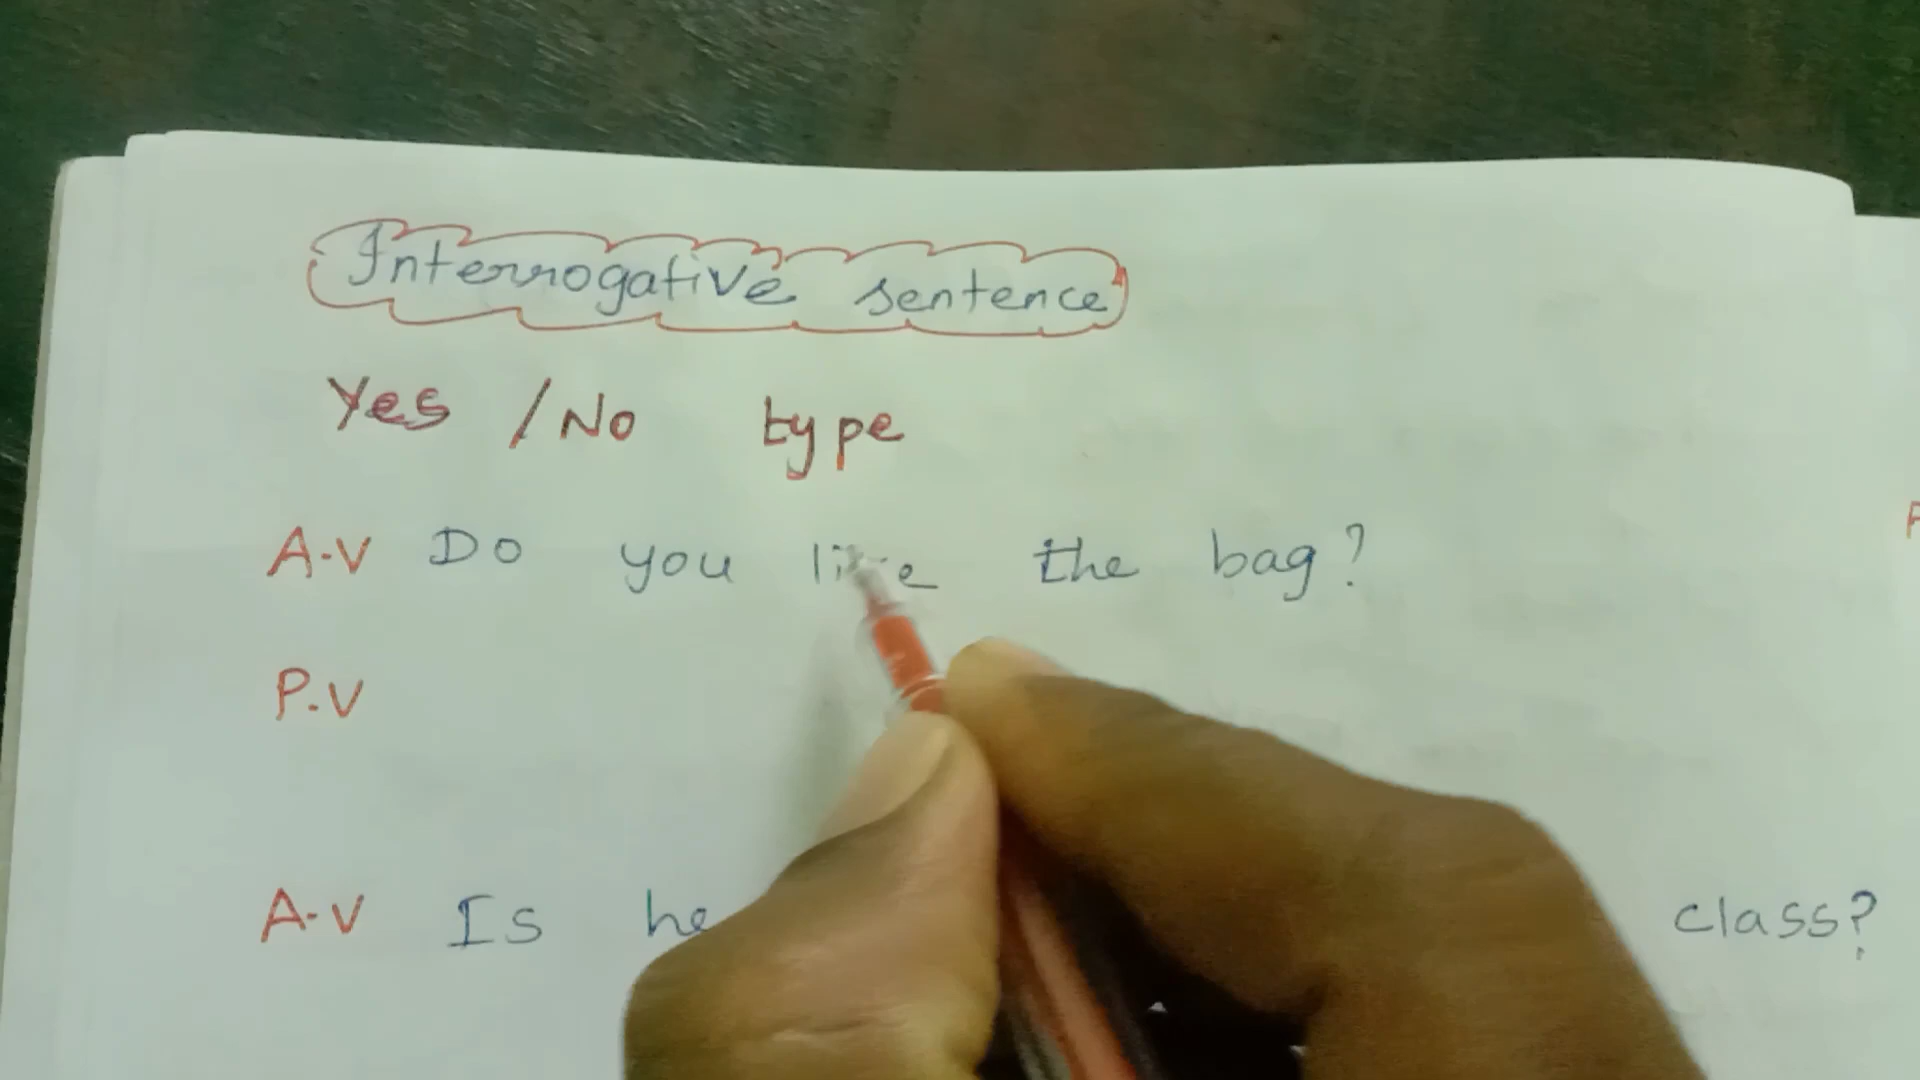 Interrogative sentence
Yes / No type
A-V Do you like the bag?
P.V
A-V Is he class?